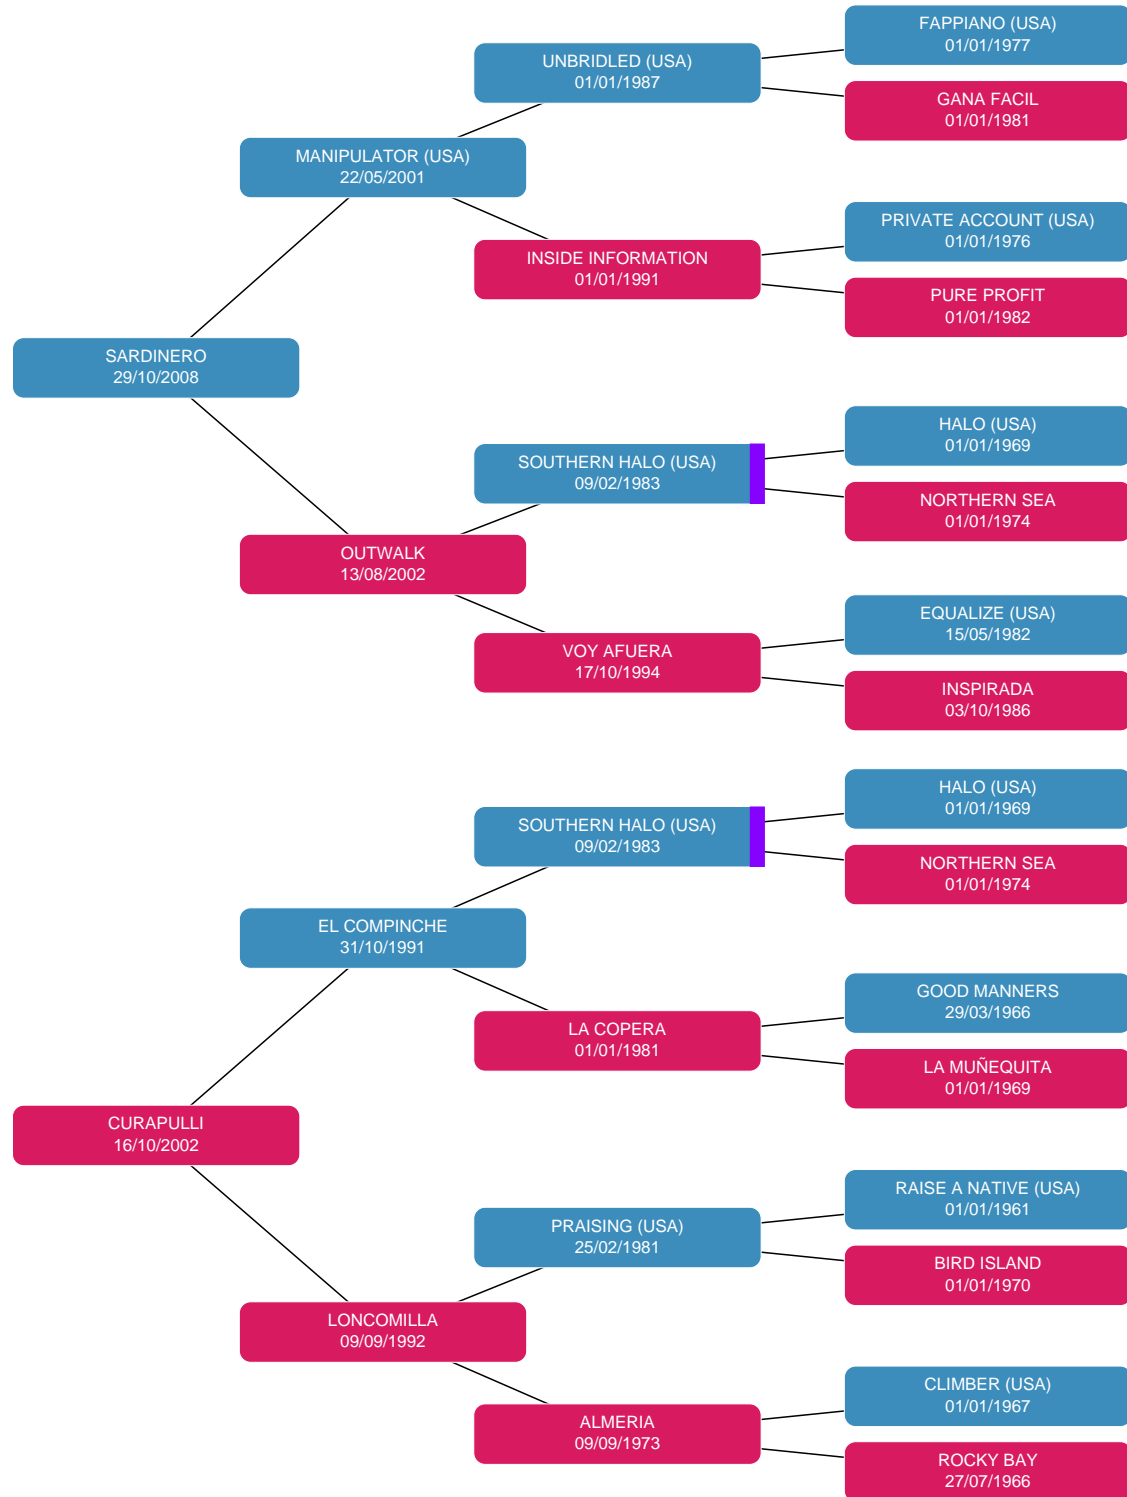 FAPPIANO (USA)
01/01/1977
UNBRIDLED (USA)
01/01/1987
GANA FACIL
01/01/1981
MANIPULATOR (USA)
22/05/2001
PRIVATE ACCOUNT (USA)
01/01/1976
INSIDE INFORMATION
01/01/1991
PURE PROFIT
01/01/1982
SARDINERO
29/10/2008
HALO (USA)
01/01/1969
SOUTHERN HALO (USA)
09/02/1983
NORTHERN SEA
01/01/1974
OUTWALK
13/08/2002
EQUALIZE (USA)
15/05/1982
VOY AFUERA
17/10/1994
INSPIRADA
03/10/1986
HALO (USA)
01/01/1969
SOUTHERN HALO (USA)
09/02/1983
NORTHERN SEA
01/01/1974
EL COMPINCHE
31/10/1991
GOOD MANNERS
29/03/1966
LA COPERA
01/01/1981
LA MUÑEQUITA
01/01/1969
CURAPULLI
16/10/2002
RAISE A NATIVE (USA)
01/01/1961
PRAISING (USA)
25/02/1981
BIRD ISLAND
01/01/1970
LONCOMILLA
09/09/1992
CLIMBER (USA)
01/01/1967
ALMERIA
09/09/1973
ROCKY BAY
27/07/1966